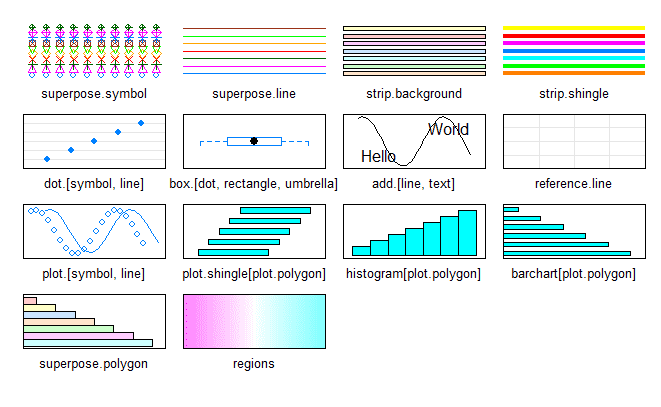 superpose.symbol
superpose.line
strip.background
strip.shingle
World
Hello
dot.[symbol, line]
box.[dot, rectangle, umbrella]
add.[line, text]
reference.line
plot.[symbol, line]
plot.shingle[plot.polygon]
histogram[plot.polygon]
barchart[plot.polygon]
superpose.polygon
regions